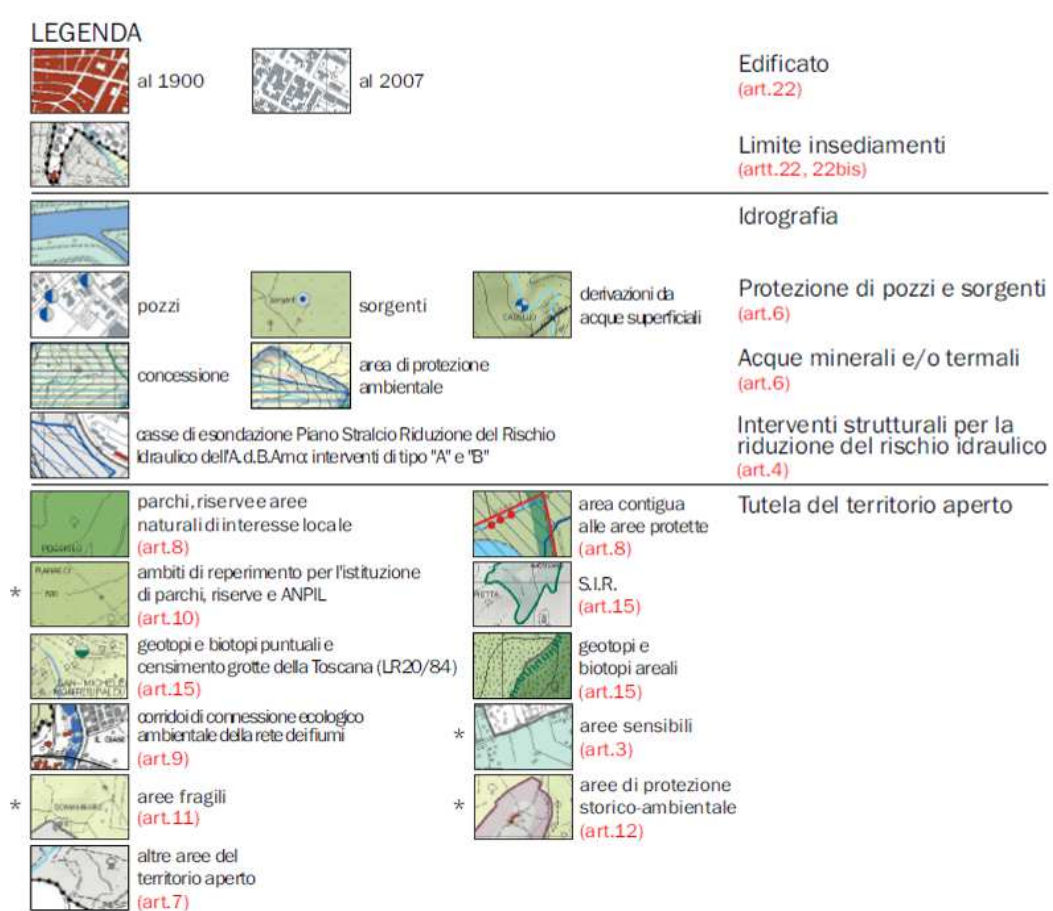 LEGENDA
al 1900
al 2007
Edificato
(art.22)
Limite insediamenti
(artt.22, 22bis)
Idrografia
pozzi
sorgenti
derivazioni da
acque superficiali
Protezione di pozzi e sorgenti
(art.6)
concessione
area di protezione
ambientale
Acque minerali e/o termali
(art.6)
casse di esondazione Piano Stralcio Riduzione del Rischio
Idraulico dell'A.d.B.Arno: interventi di tipo "A" e "B"
Interventi strutturali per la
riduzione del rischio idraulico
(art.4)
Tutela del territorio aperto
parchi, riserve e aree
naturali di interesse locale
(art.8)
area contigua
alle aree protette
(art.8)
*
ambiti di reperimento per l'istituzione
di parchi, riserve e ANPIL
(art.10)
S.I.R.
(art.15)
geotopi e biotopi puntuali e
censimento grotte della Toscana (LR20/84)
(art.15)
SAN MICHELE
geotopi e
biotopi areali
(art.15)
corridoi di connessione ecologico
ambientale della rete dei fiumi
(art.9)
*
aree sensibili
(art.3)
*
aree fragili
(art.11)
*
aree di protezione
storico-ambientale
(art.12)
altre aree del
territorio aperto
(art.7)